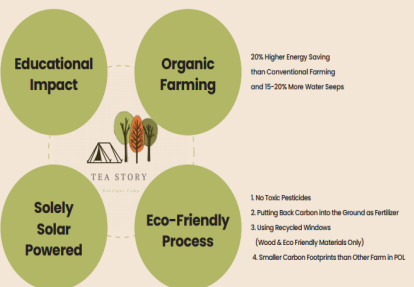 Educational
Impact
Organic
Farming
20% Higher Energy Saving
than Conventional Farming
and 15-20% More Water Seeps
TEA STORY
Solely
Solar
Powered
Eco-Friendly
Process
1. No Toxic Pesticides
2. Putting Back Carbon into the Ground as Fertilizer
3. Using Recycled Windows
(Wood & Eco Friendly Materials Only)
4. Smaller Carbon Footprints than Other Farm in POL